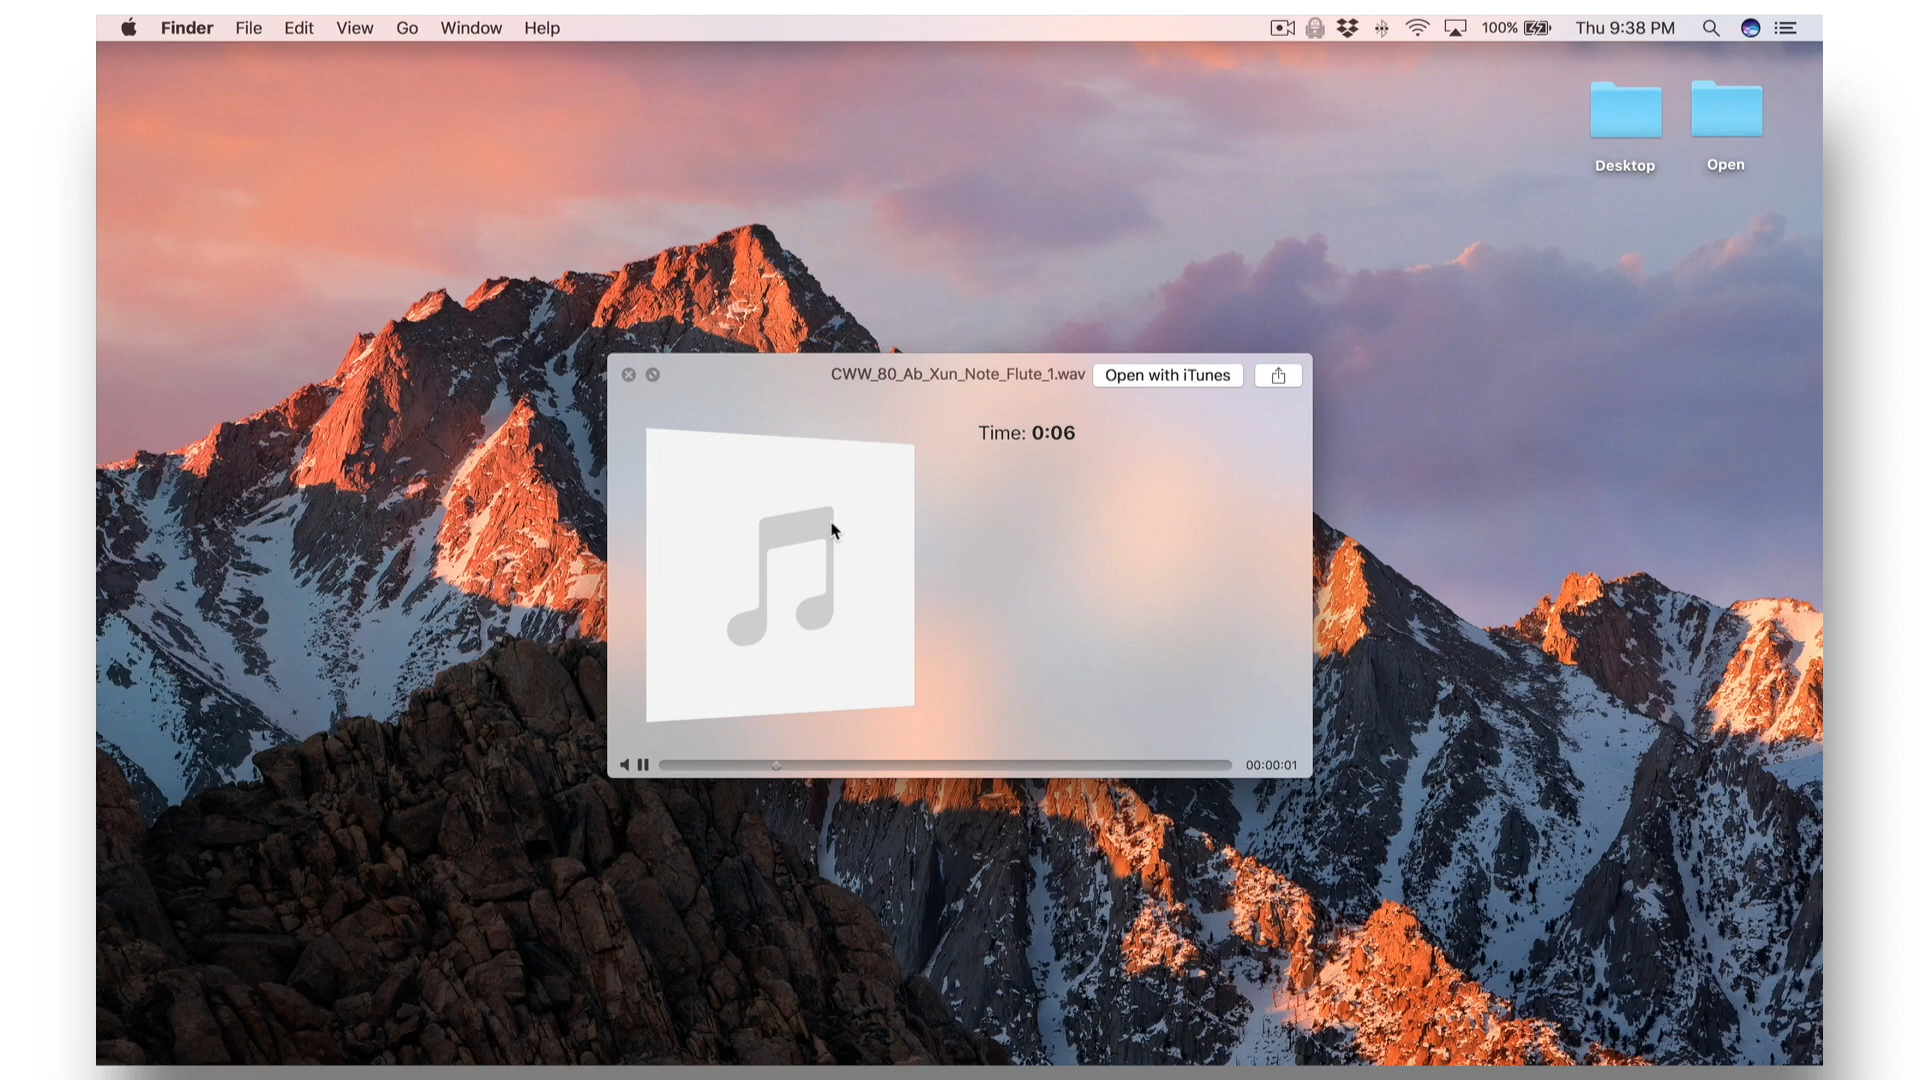 Finder File Edit View Go Window Help 100% Thu 9:38 PM
Desktop Open
CWW_80_Ab_Xun_Note_Flute_1.wav Open with iTunes
Time: 0:06
00:00:01